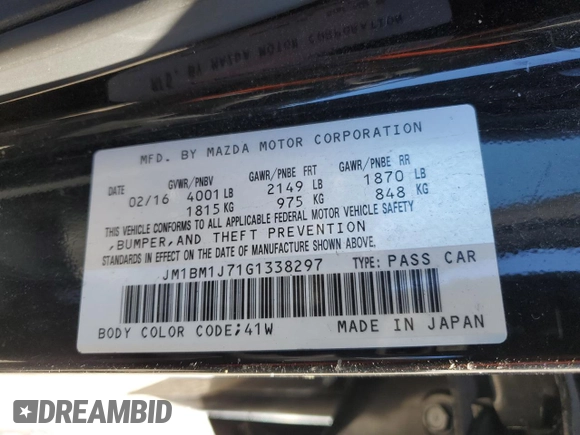 MFD. BY MAZDA MOTOR CORPORATION
DATE GVWR/PNBV GAWR/PNBE FRT GAWR/PNBE RR
02/16 4001 LB 2149 LB 1870 LB
1815 KG 975 KG 848 KG
THIS VEHICLE CONFORMS TO ALL APPLICABLE FEDERAL MOTOR VEHICLE SAFETY
,BUMPER,AND THEFT PREVENTION
STANDARDS IN EFFECT ON THE DATE OF MANUFACTURE SHOWN ABOVE.
JM1BM1J71G1338297 TYPE: PASS CAR
BODY COLOR CODE;41W MADE IN JAPAN
DREAMBID